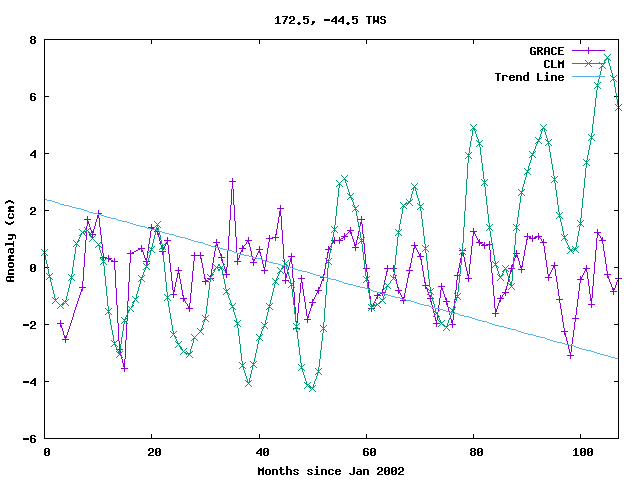 172.5, -44.5 TWS
GRACE
CLM
Trend Line
8
6
4
2
0
-2
-4
-6
Anomaly (cm)
0 20 40 60 80 100
Months since Jan 2002